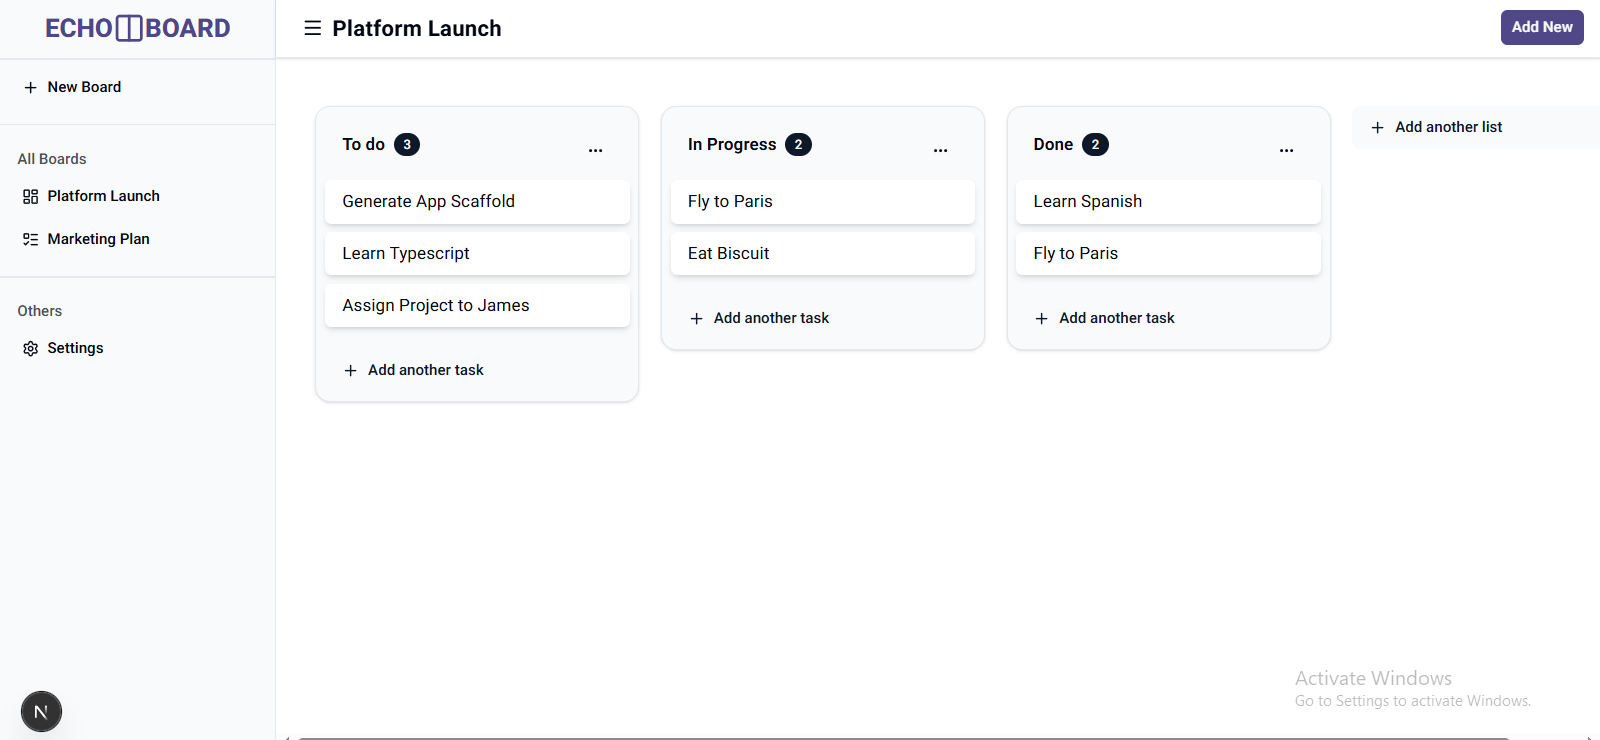 ECHO BOARD
New Board
All Boards
Platform Launch
Marketing Plan
Others
Settings
N
Platform Launch
Add New
To do 3
...
Generate App Scaffold
Learn Typescript
Assign Project to James
Add another task
In Progress 2
...
Fly to Paris
Eat Biscuit
Add another task
Done 2
...
Learn Spanish
Fly to Paris
Add another task
Add another list
Activate Windows
Go to Settings to activate Windows.